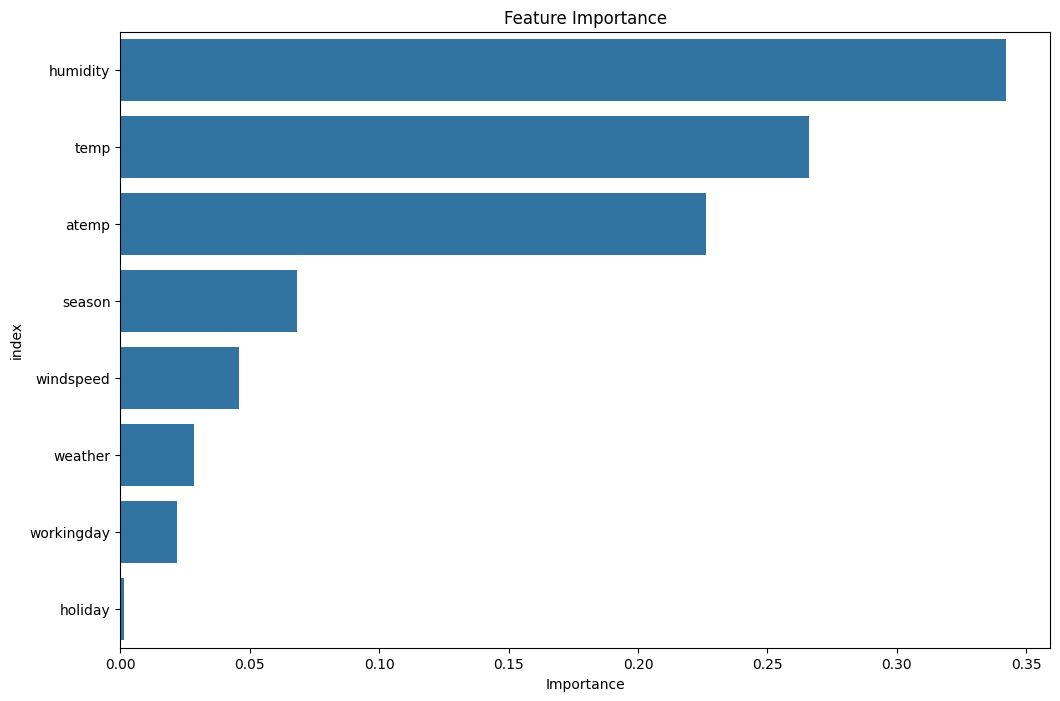 Feature Importance
humidity
temp
atemp
season
windspeed
weather
workingday
holiday
index
0.00 0.05 0.10 0.15 0.20 0.25 0.30 0.35
Importance